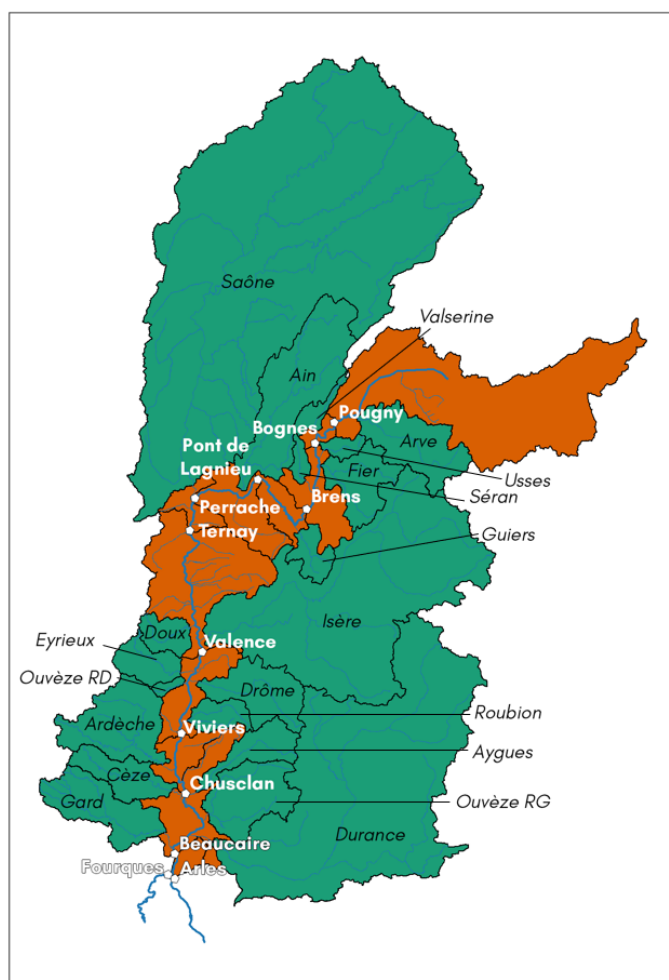 Saône
Valserine
Ain
Pougny
Bognes
Arve
Pont de
Lagnieu
Fier
Usses
Séran
Perrache
Brens
Ternay
Guiers
Isère
Doux
Eyrieux
Valence
Ouvèze RD
Drôme
Roubion
Ardèche
Viviers
Aygues
Cèze
Chusclan
Gard
Ouvèze RG
Durance
Beaucaire
Fourques
Arles